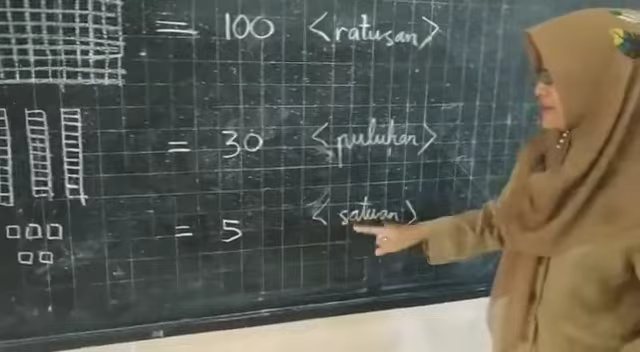 = 100 <ratusan>
= 30 <puluhan>
= 5 <satuan>